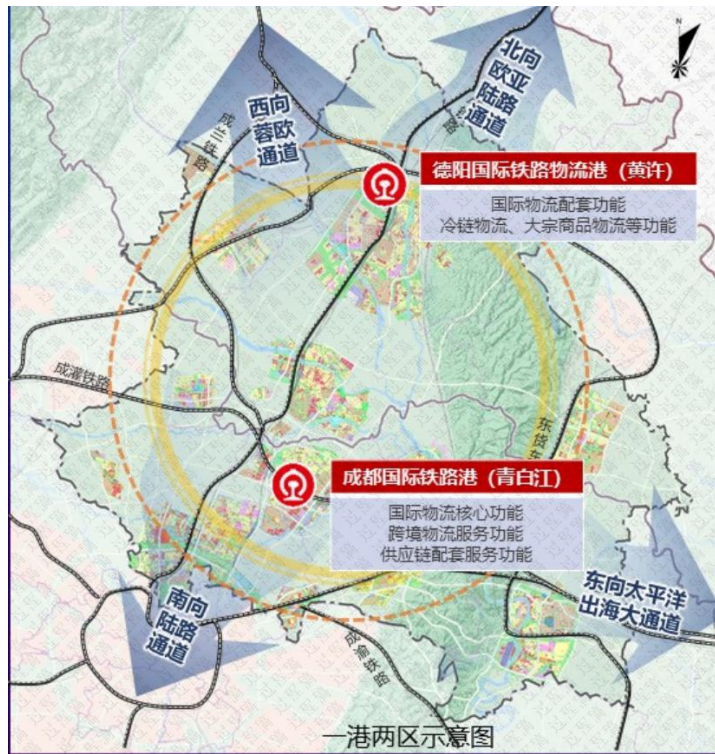 N
北向
欧亚
陆路
通道
西向
蓉欧
通道
成兰铁路
路
德阳国际铁路物流港（黄许）
国际物流配套功能
冷链物流、大宗商品物流等功能
成灌铁路
东货
成都国际铁路港（青白江）
国际物流核心功能
跨境物流服务功能
供应链配套服务功能
东向太平洋
出海大通道
南向
陆路
通道
成渝铁路
一港两区示意图